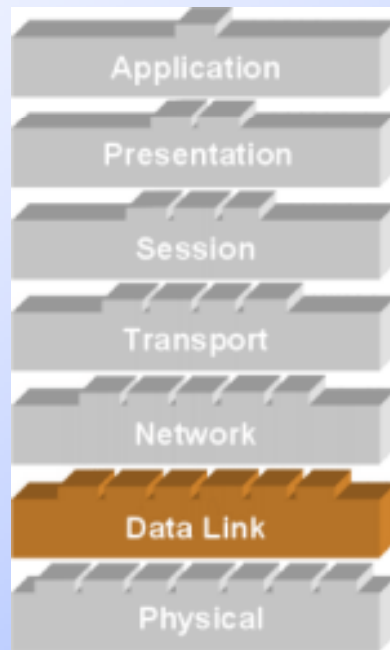 Application
Presentation
Session
Transport
Network
Data Link
Physical